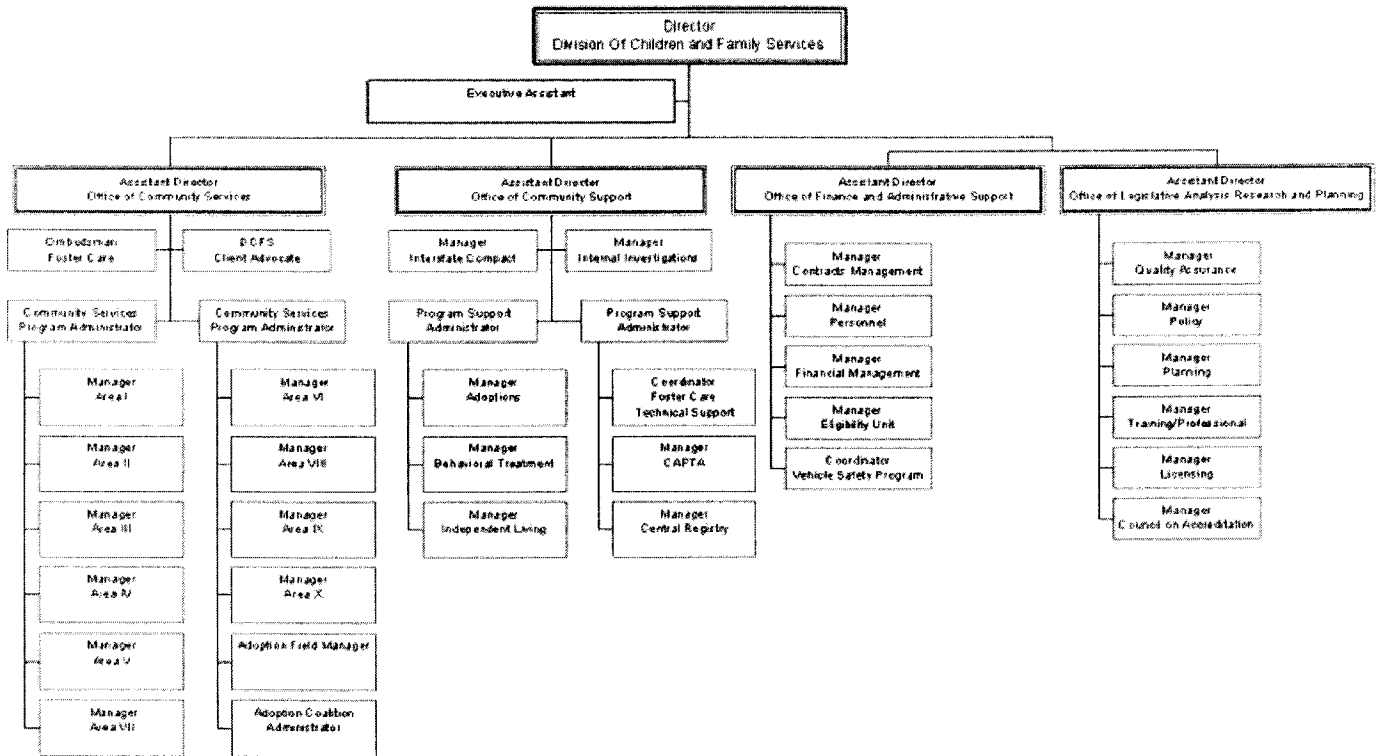 Director
Division Of Children and Family Services
Executive Assistant
Assistant Director
Office of Community Services
Assistant Director
Office of Community Support
Assistant Director
Office of Finance and Administrative Support
Assistant Director
Office of Legislative Analysis Research and Planning
Ombudsman
Foster Care
DCFS
Client Advocate
Community Services
Program Administrator
Community Services
Program Administrator
Manager
Area I
Manager
Area II
Manager
Area III
Manager
Area IV
Manager
Area V
Manager
Area VII
Manager
Area VI
Manager
Area VIII
Manager
Area IX
Manager
Area X
Adoption Field Manager
Adoption Coalition
Administrator
Manager
Interstate Compact
Manager
Internal Investigations
Program Support
Administrator
Program Support
Administrator
Manager
Adoptions
Manager
Behavioral Treatment
Manager
Independent Living
Coordinator
Foster Care
Technical Support
Manager
CAPTA
Manager
Central Registry
Manager
Contracts Management
Manager
Personnel
Manager
Financial Management
Manager
Eligibility Unit
Coordinator
Vehicle Safety Program
Manager
Quality Assurance
Manager
Policy
Manager
Planning
Manager
Training/Professional
Manager
Licensing
Manager
Council on Accreditation